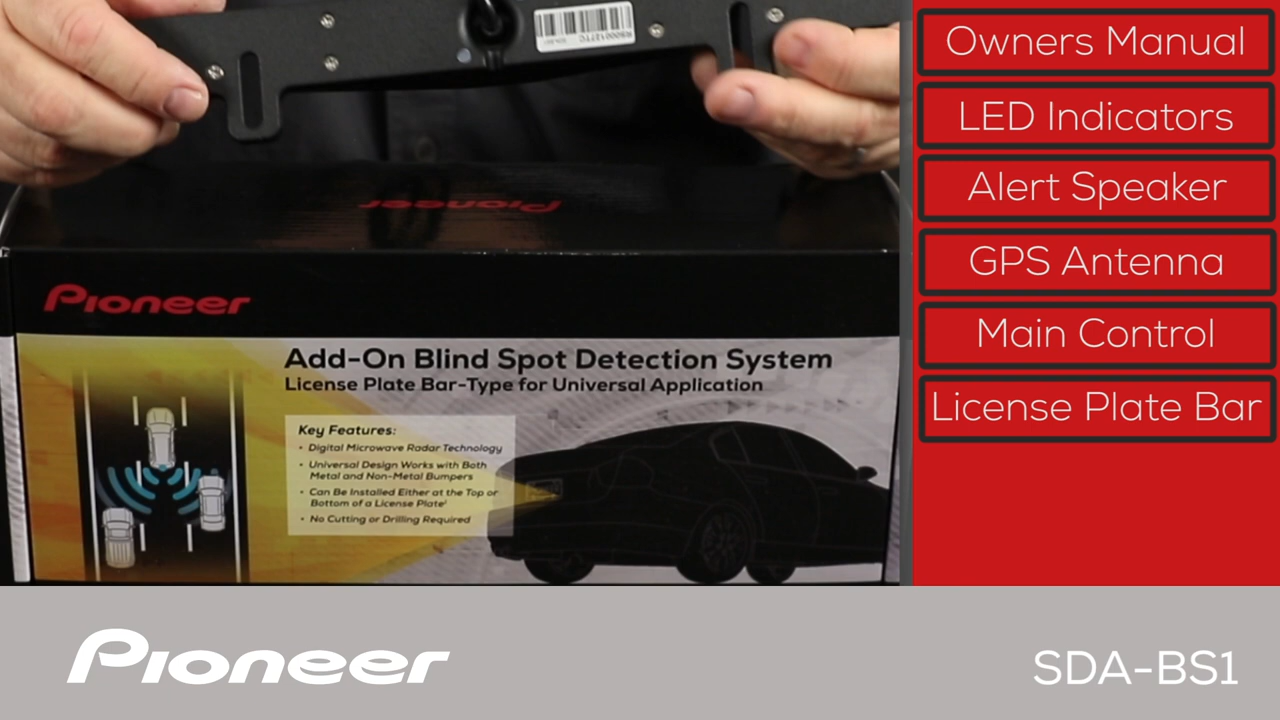 Pioneer
Pioneer
Add-On Blind Spot Detection System
License Plate Bar-Type for Universal Application
Key Features:
• Digital Microwave Radar Technology
• Universal Design Works with Both
Metal and Non-Metal Bumpers
• Can Be Installed Either at the Top or
Bottom of a License Plate¹
• No Cutting or Drilling Required
Owners Manual
LED Indicators
Alert Speaker
GPS Antenna
Main Control
License Plate Bar
Pioneer
SDA-BS1